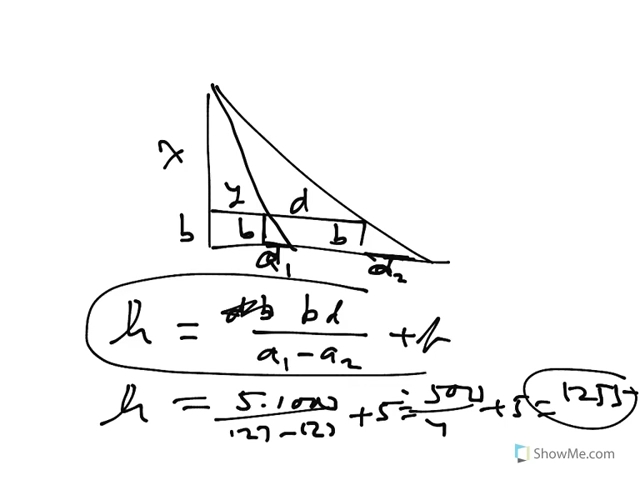 x
y d
b b b
a₁ a₂
h = bd / (a₁ - a₂) + b
h = 5·1000 / (127 - 123) + 5 = 5000 / 4 + 5 = 1255
ShowMe.com